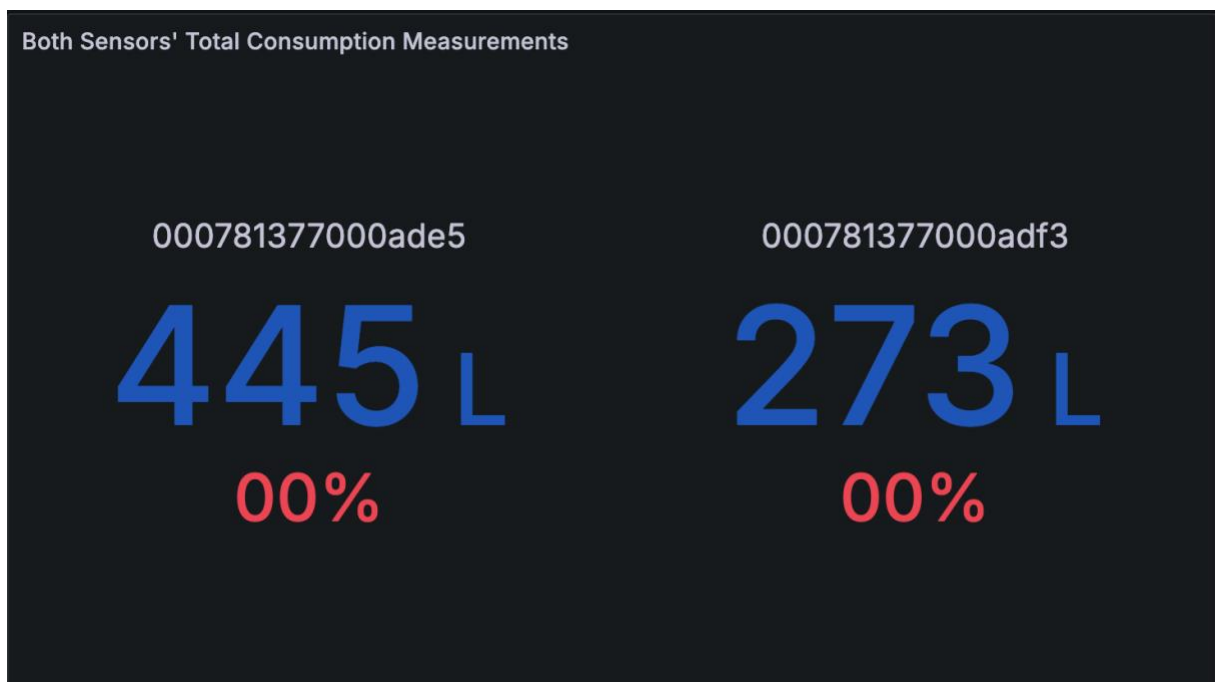 Both Sensors' Total Consumption Measurements
000781377000ade5
445 L
00%
000781377000adf3
273 L
00%